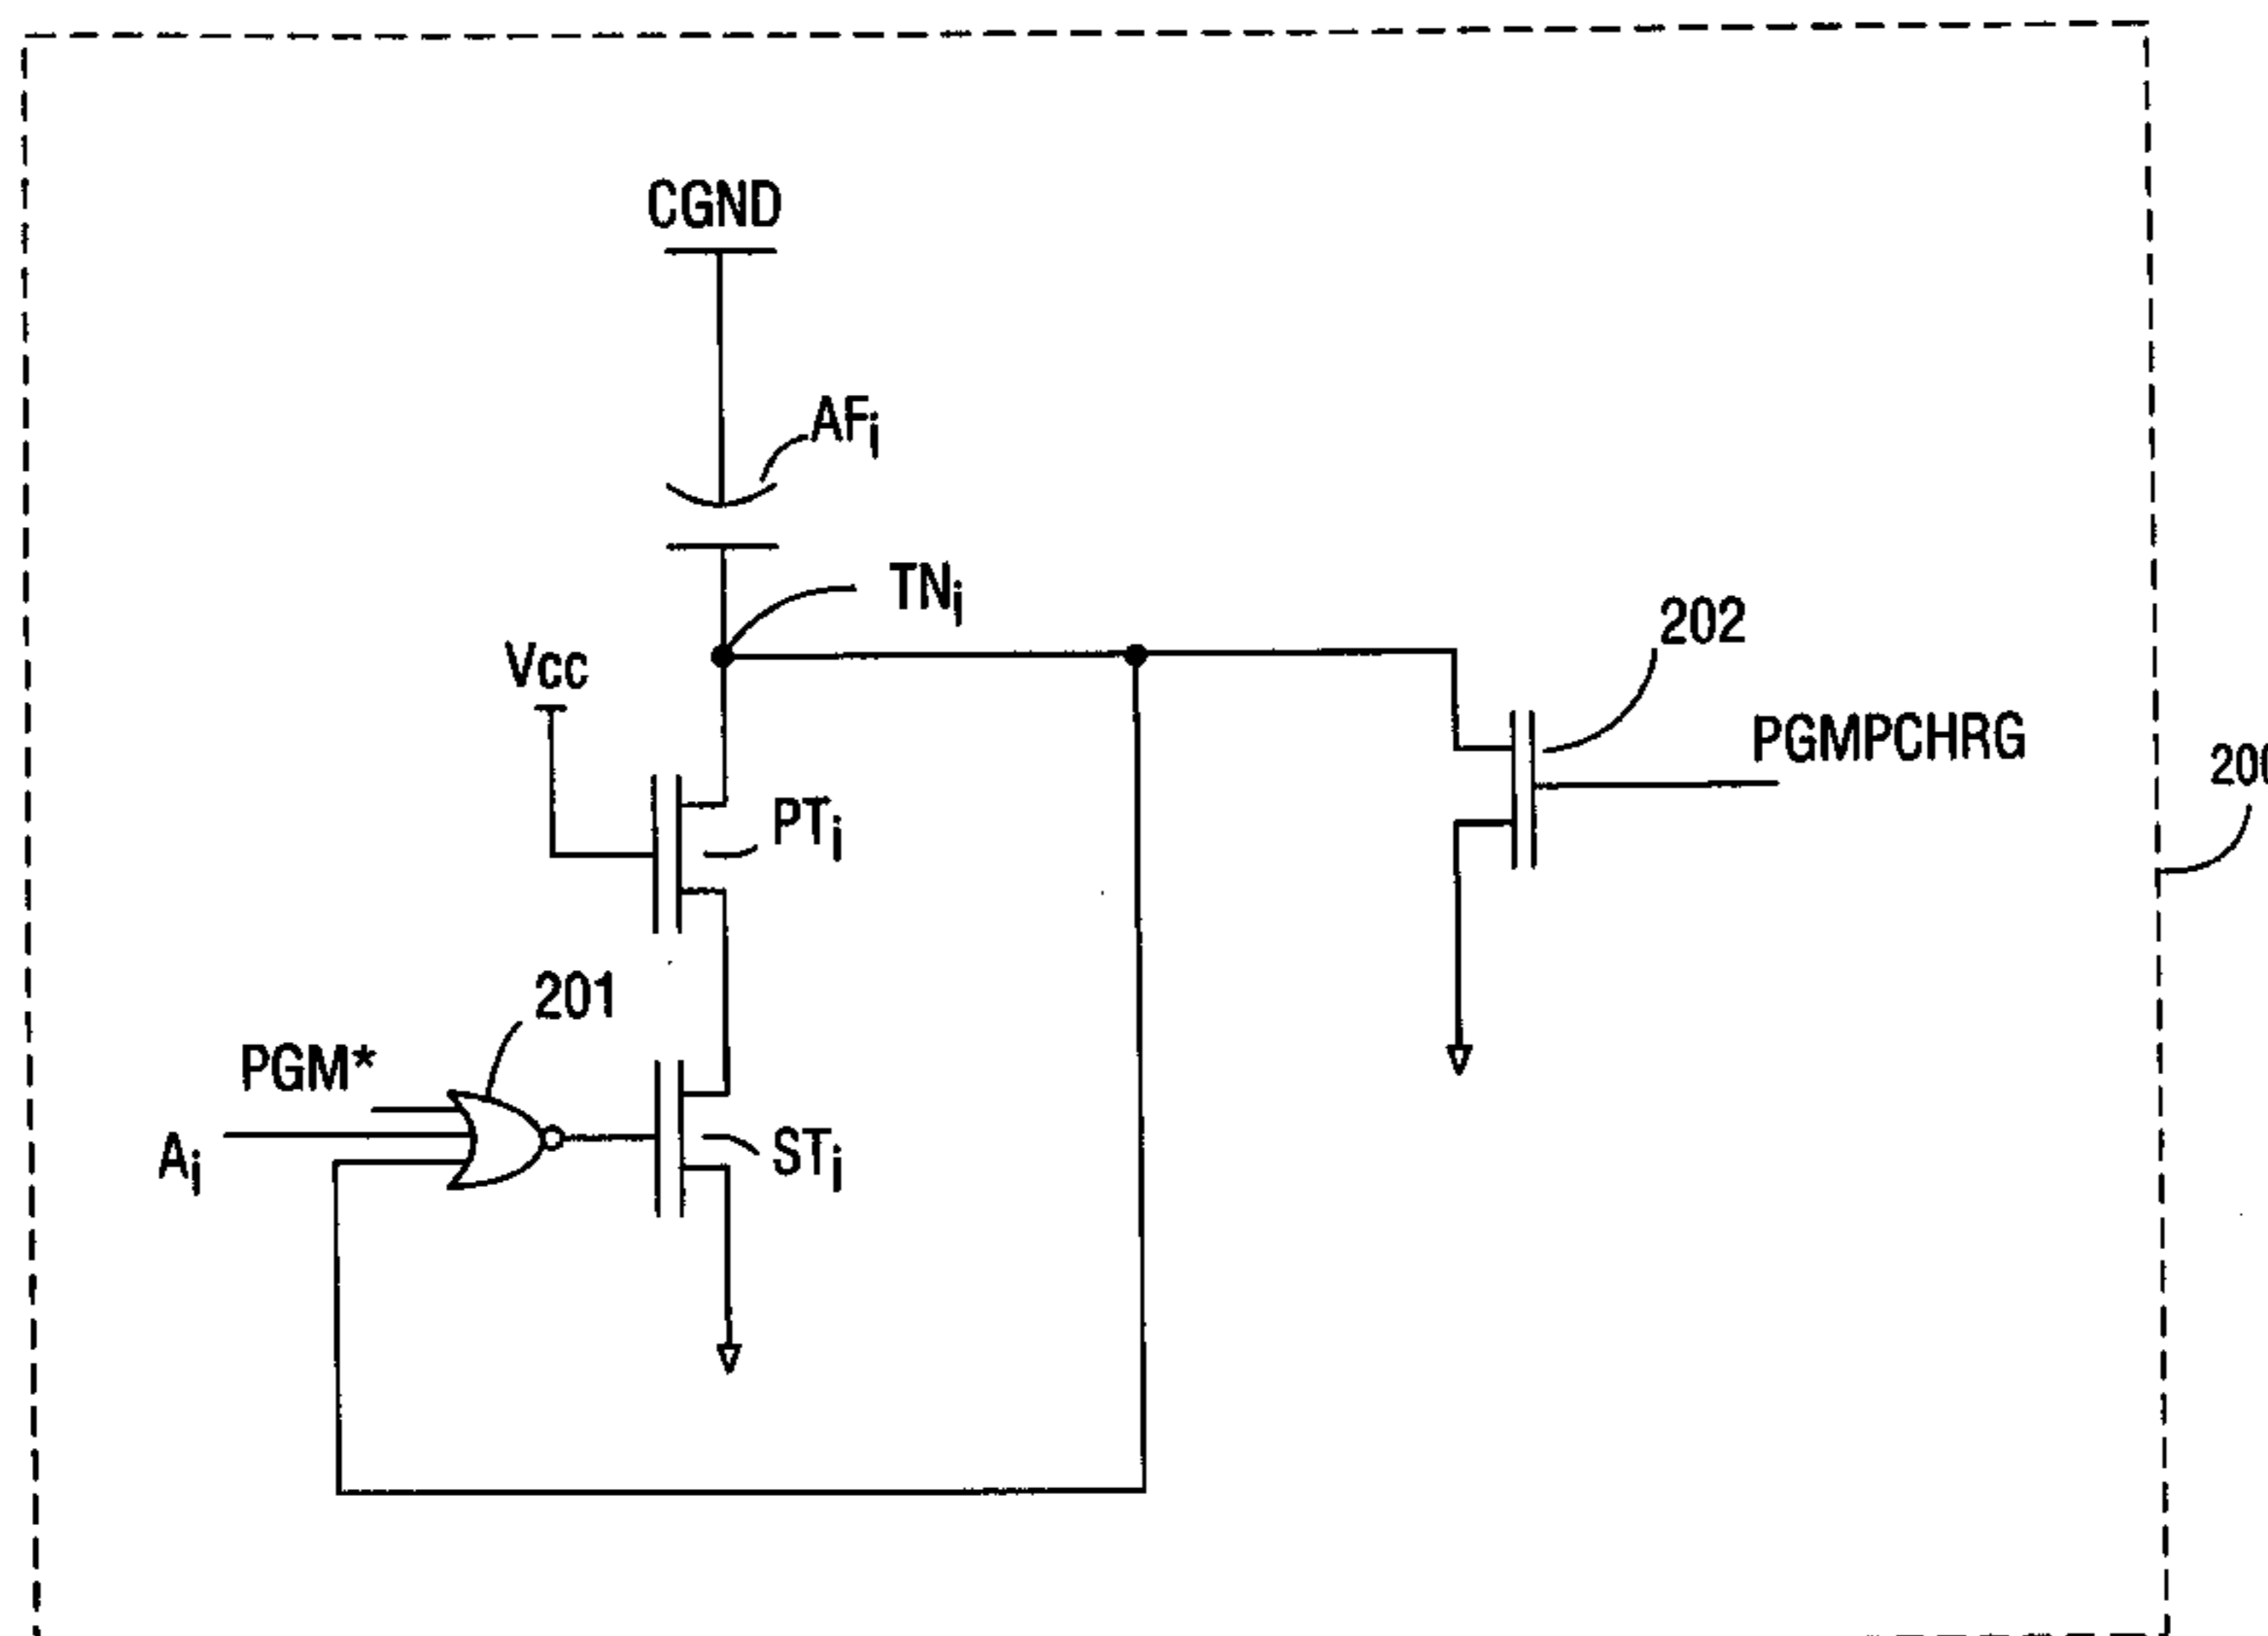 CGND
AFi
TNi
Vcc
202
PGMPCHRG
PTi
201
PGM*
Ai
STi